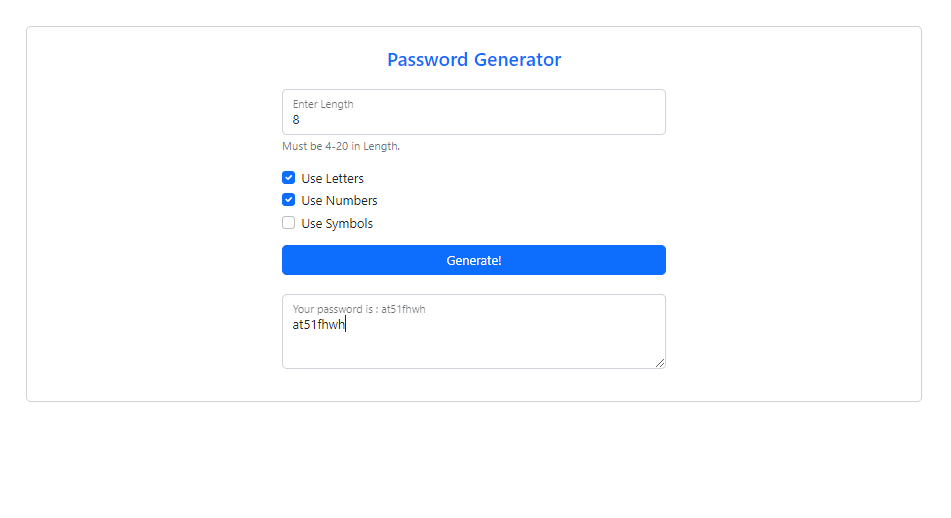 Password Generator
Enter Length
8
Must be 4-20 in Length.
Use Letters
Use Numbers
Use Symbols
Generate!
Your password is : at51fhwh
at51fhwh